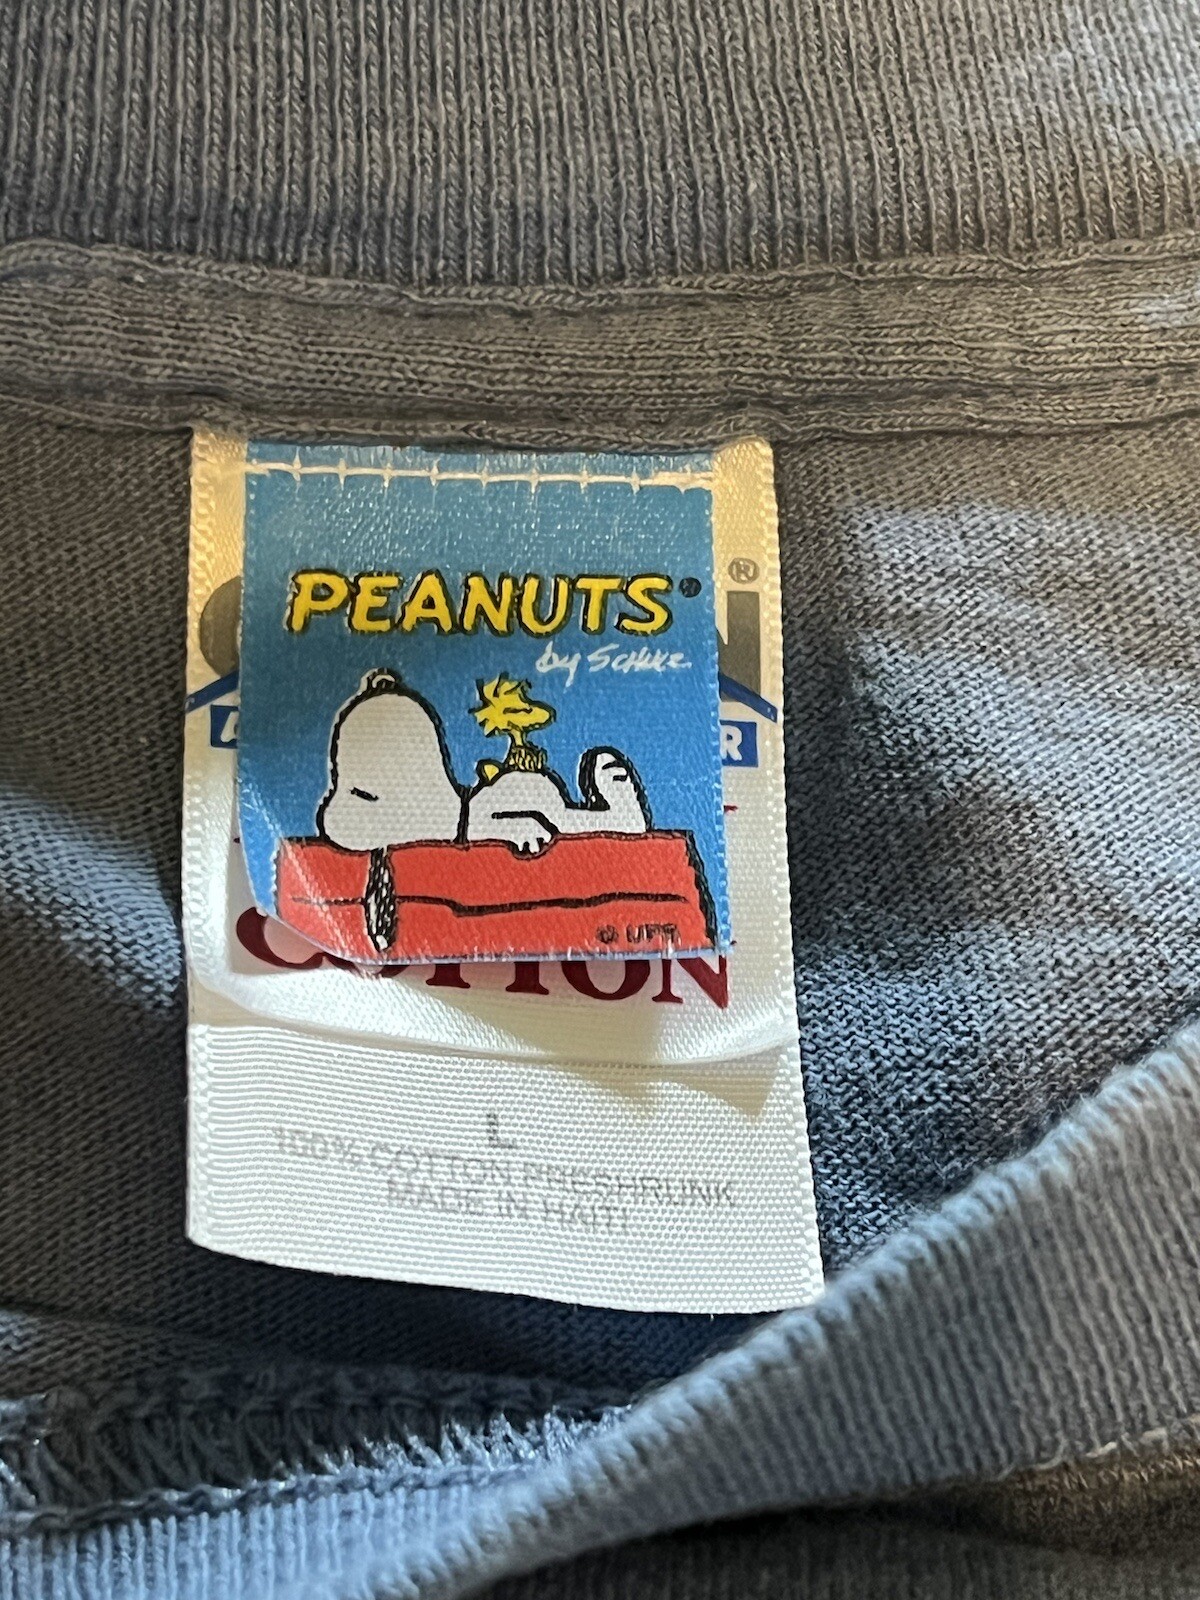 PEANUTS
by Schulz
®
R
© UFS
COTTON
L
100% COTTON PRESHRUNK
MADE IN HAITI